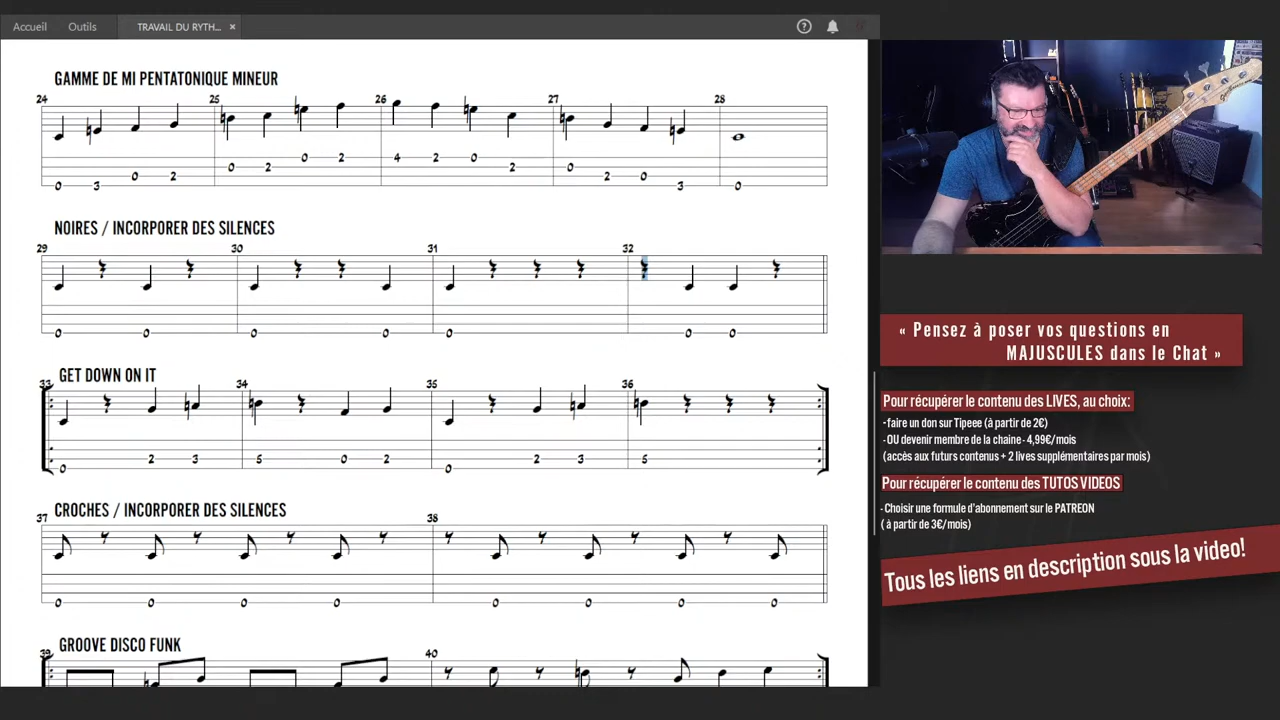 Accueil Outils TRAVAIL DU RYTH... ×
GAMME DE MI PENTATONIQUE MINEUR
24 25 26 27 28
0 3 0 2 0 2 0 2 4 2 0 2 0 2 0 3 0
NOIRES / INCORPORER DES SILENCES
29 30 31 32
0 0 0 0 0 0 0
GET DOWN ON IT
33 34 35 36
0 2 3 5 0 2 0 2 3 5
CROCHES / INCORPORER DES SILENCES
37 38
0 0 0 0 0 0 0 0
GROOVE DISCO FUNK
39 40
« Pensez à poser vos questions en
MAJUSCULES dans le Chat »
Pour récupérer le contenu des LIVES, au choix:
- faire un don sur Tipeee (à partir de 2€)
- OU devenir membre de la chaine - 4,99€/mois
(accès aux futurs contenus + 2 lives supplémentaires par mois)
Pour récupérer le contenu des TUTOS VIDEOS
- Choisir une formule d'abonnement sur le PATREON
( à partir de 3€/mois)
Tous les liens en description sous la video!